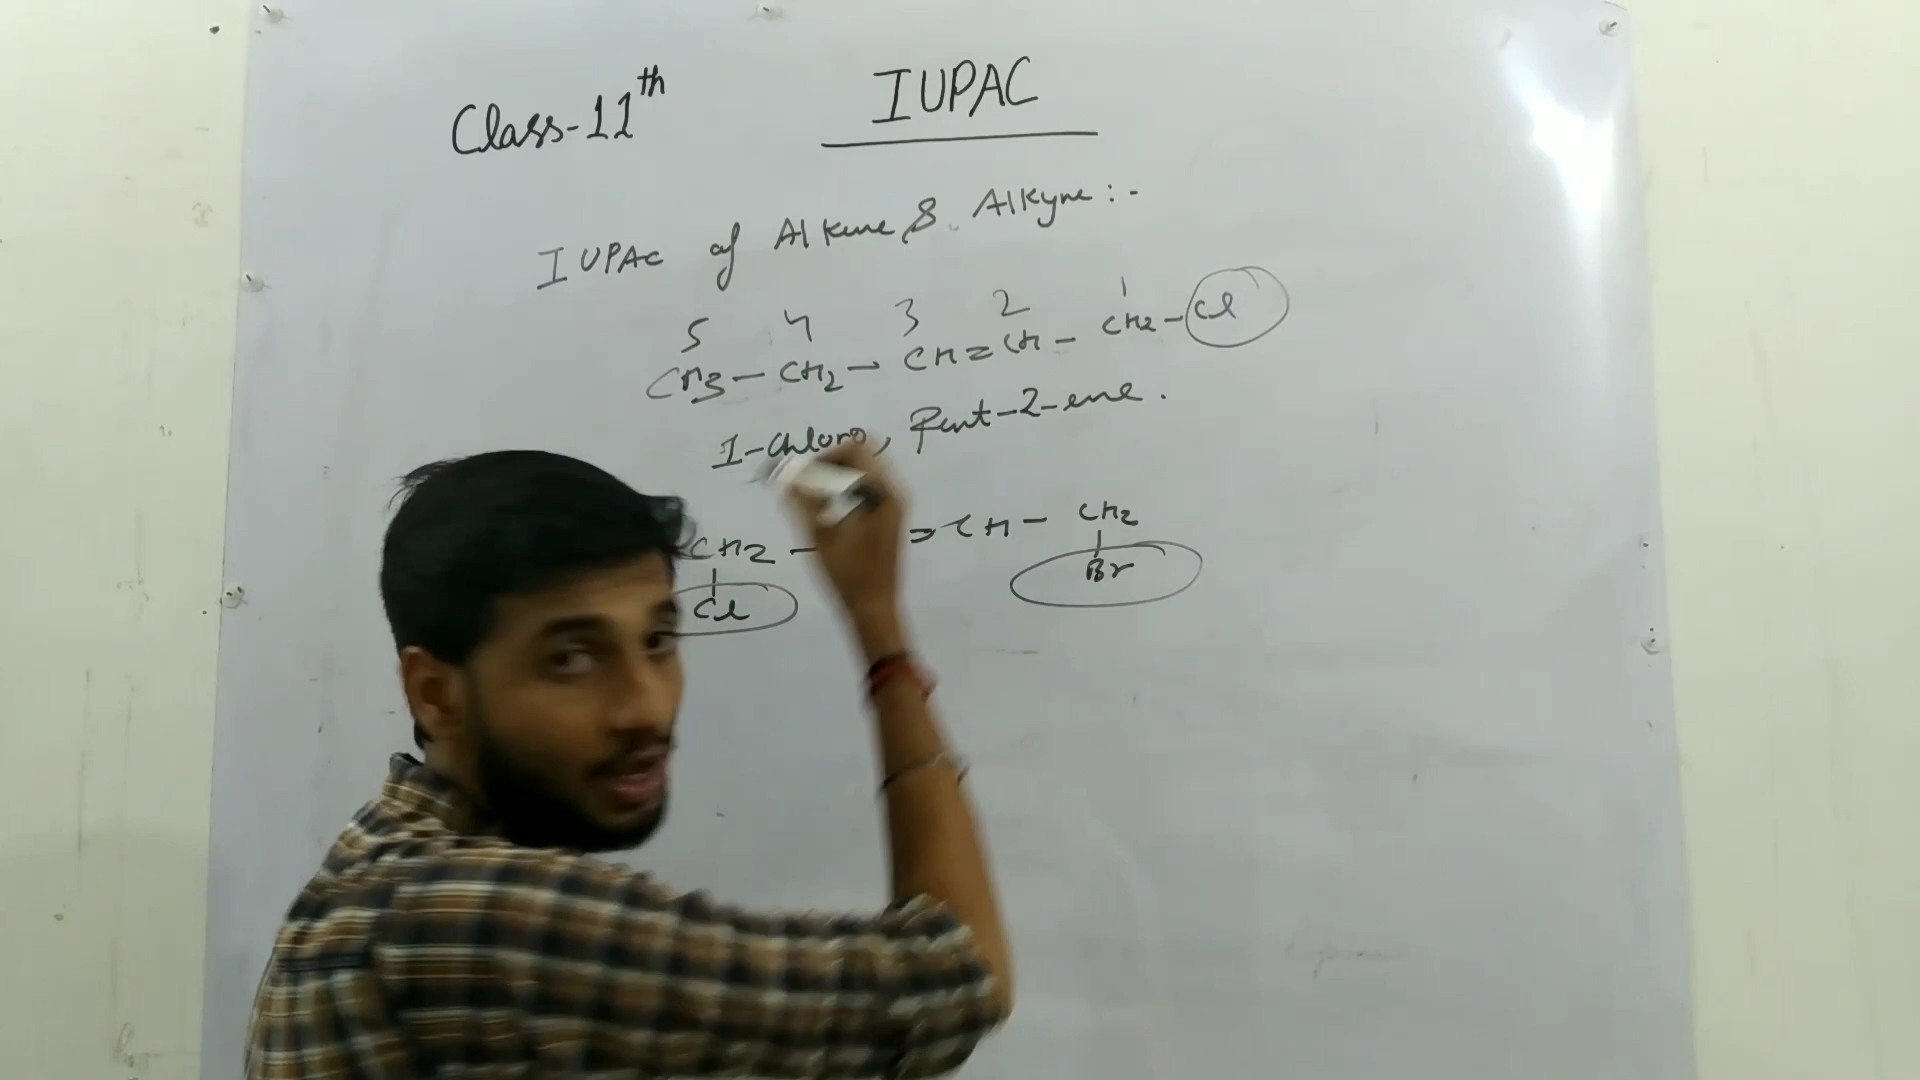 Class-11th
IUPAC
IUPAC of Alkene & Alkyne :-
5 4 3 2 1
CH3 - CH2 - CH = CH - CH2 - Cl
1-Chloro, Pent-2-ene.
CH2 - = CH - CH2
Cl Br